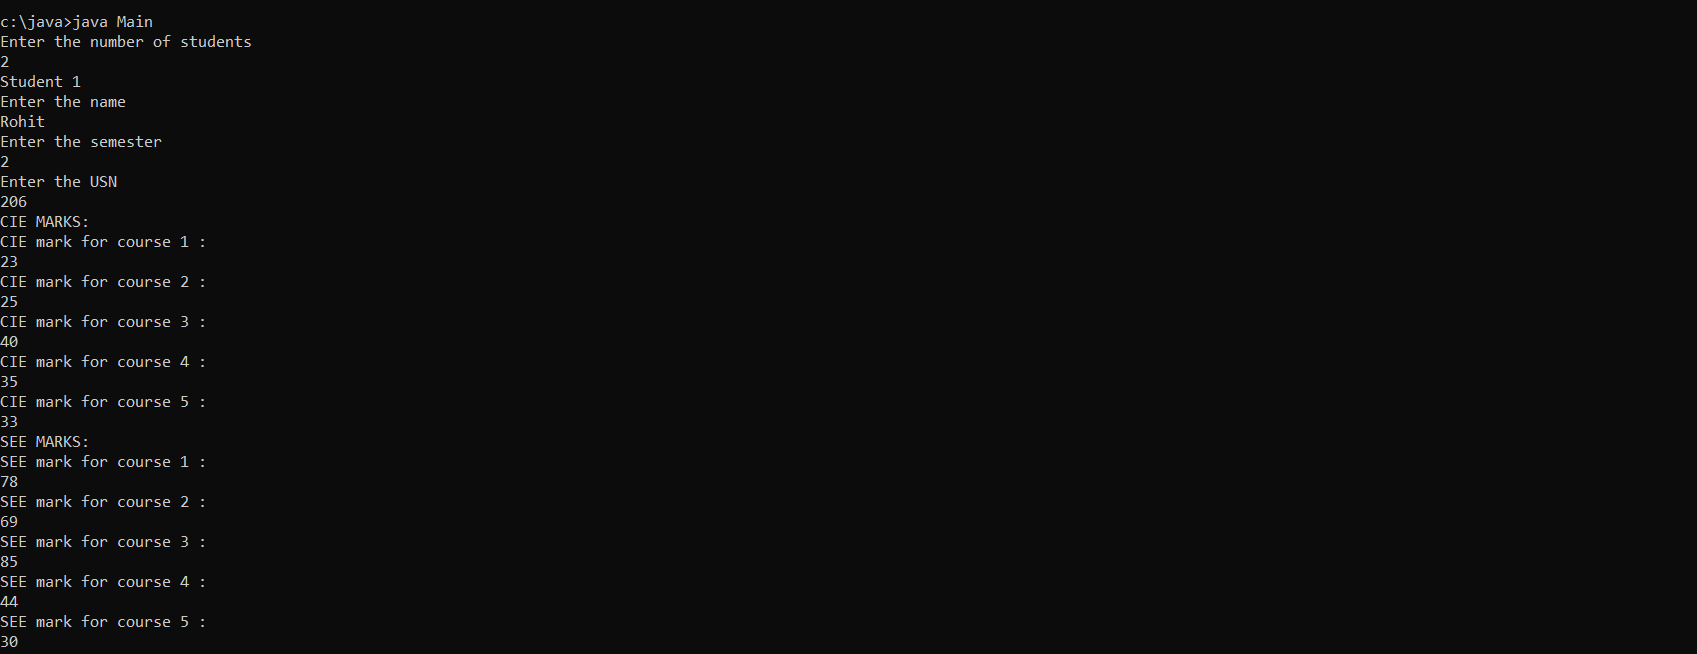 c:\java>java Main
Enter the number of students
2
Student 1
Enter the name
Rohit
Enter the semester
2
Enter the USN
206
CIE MARKS:
CIE mark for course 1 :
23
CIE mark for course 2 :
25
CIE mark for course 3 :
40
CIE mark for course 4 :
35
CIE mark for course 5 :
33
SEE MARKS:
SEE mark for course 1 :
78
SEE mark for course 2 :
69
SEE mark for course 3 :
85
SEE mark for course 4 :
44
SEE mark for course 5 :
30